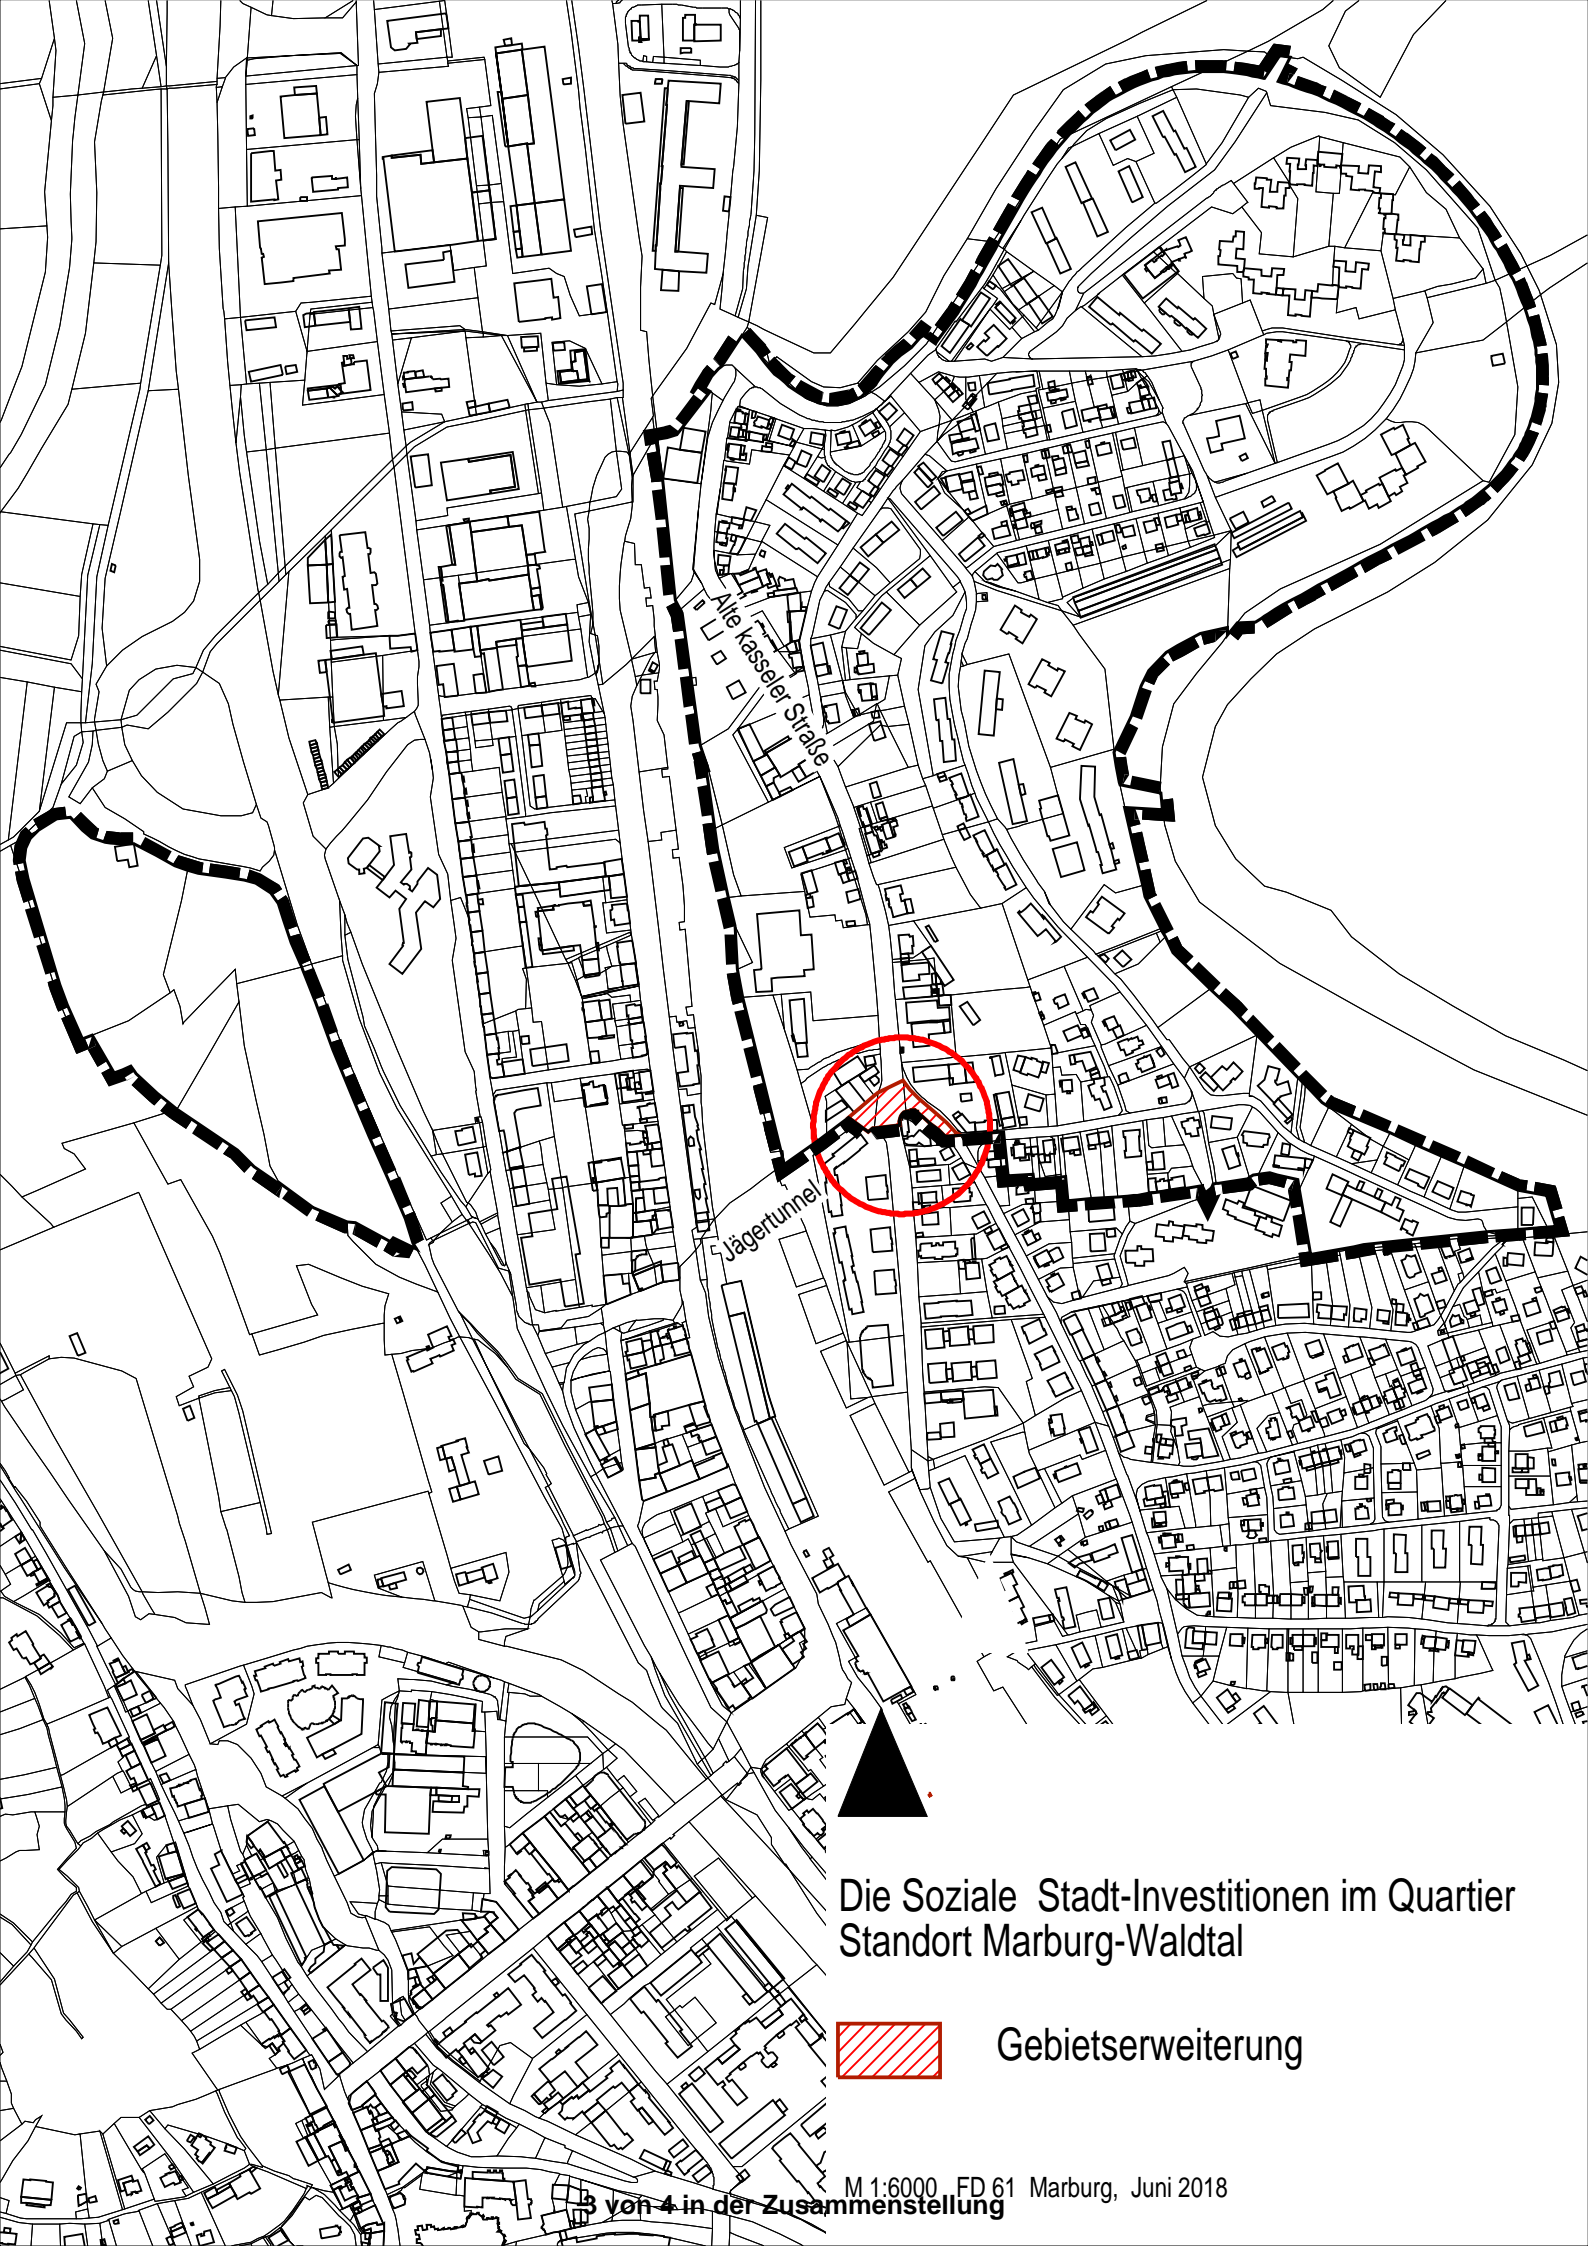 Alte kasseler Straße
Jägertunnel
Die Soziale Stadt-Investitionen im Quartier
Standort Marburg-Waldtal
Gebietserweiterung
M 1:6000 FD 61 Marburg, Juni 2018
3 von 4 in der Zusammenstellung